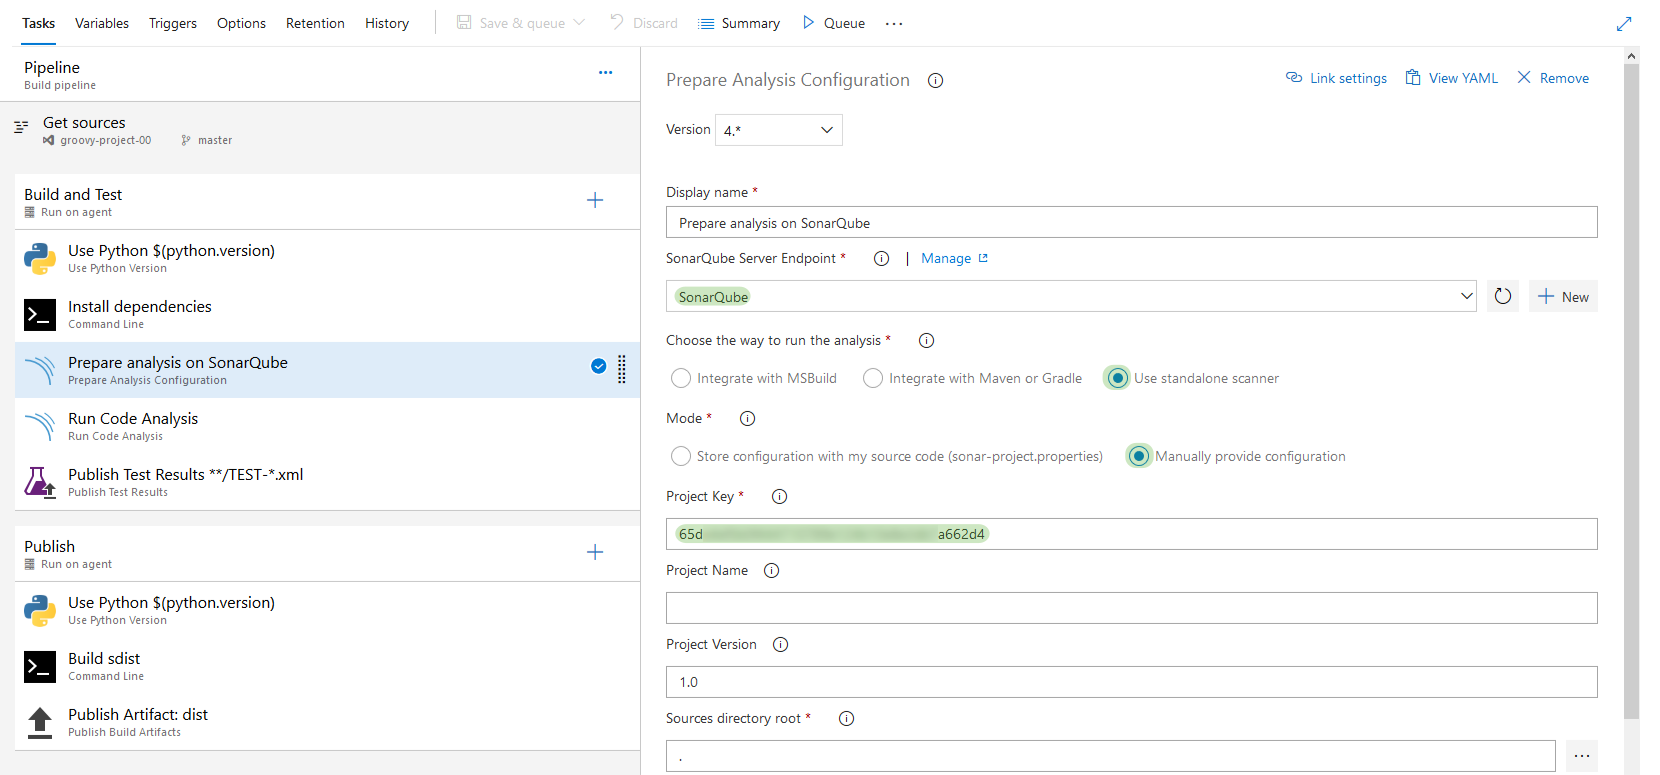 Tasks Variables Triggers Options Retention History Save & queue Discard Summary Queue ...
Pipeline
Build pipeline
Get sources
groovy-project-00 master
Build and Test
Run on agent
Use Python $(python.version)
Use Python Version
Install dependencies
Command Line
Prepare analysis on SonarQube
Prepare Analysis Configuration
Run Code Analysis
Run Code Analysis
Publish Test Results **/TEST-*.xml
Publish Test Results
Publish
Run on agent
Use Python $(python.version)
Use Python Version
Build sdist
Command Line
Publish Artifact: dist
Publish Build Artifacts
Prepare Analysis Configuration Link settings View YAML Remove
Version 4.*
Display name *
Prepare analysis on SonarQube
SonarQube Server Endpoint * | Manage
SonarQube New
Choose the way to run the analysis *
Integrate with MSBuild Integrate with Maven or Gradle Use standalone scanner
Mode *
Store configuration with my source code (sonar-project.properties) Manually provide configuration
Project Key *
65d a662d4
Project Name
Project Version
1.0
Sources directory root *
. ...